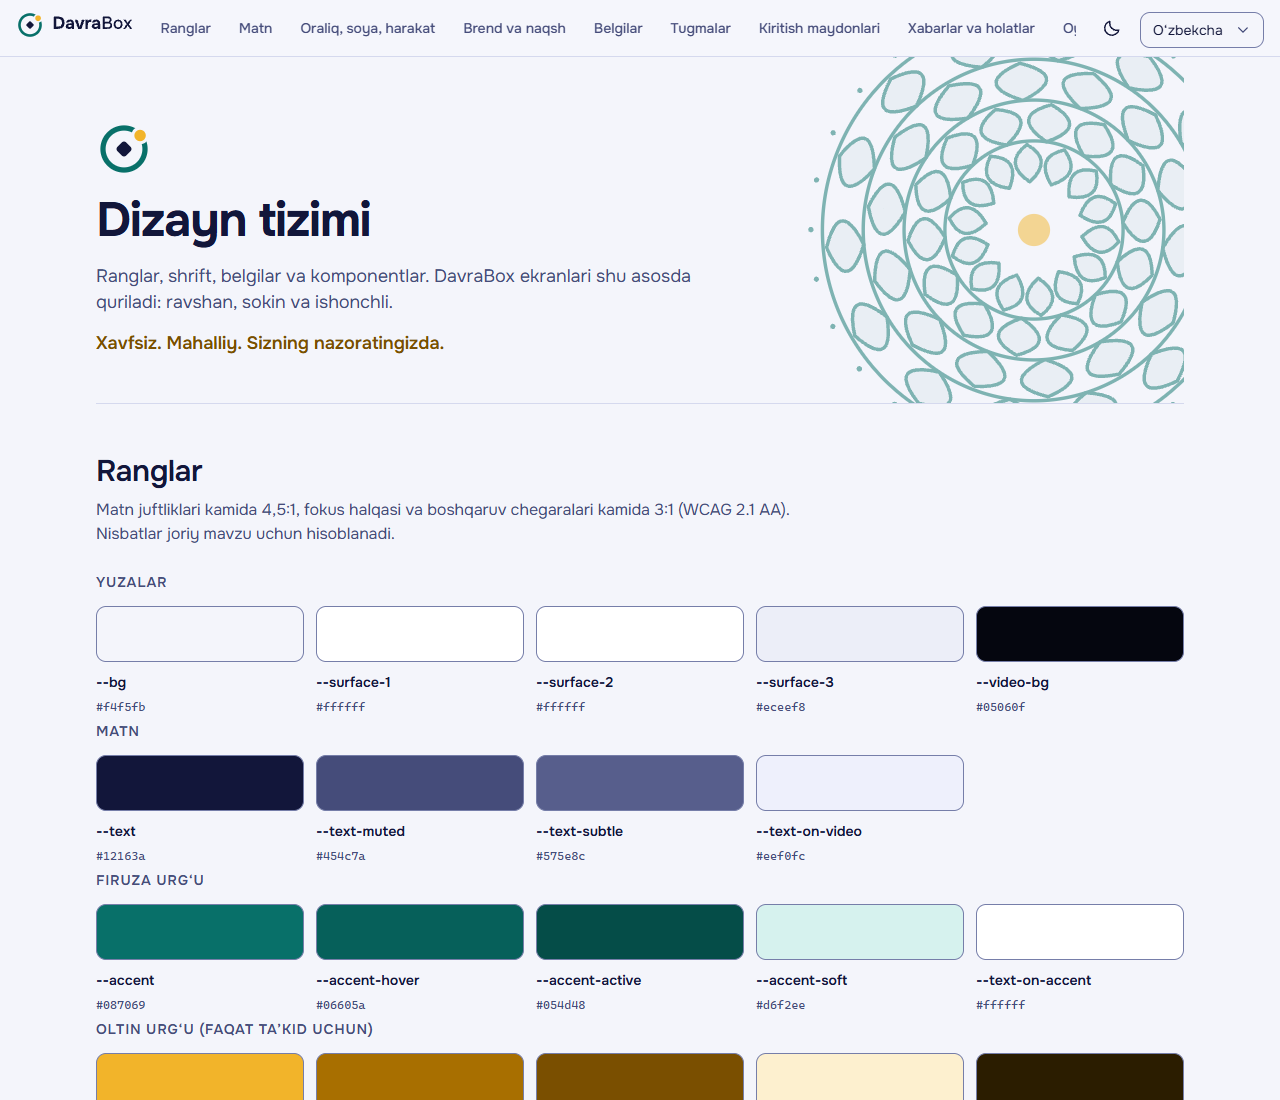 DavraBox
Ranglar
Matn
Oraliq, soya, harakat
Brend va naqsh
Belgilar
Tugmalar
Kiritish maydonlari
Xabarlar va holatlar
Oʻzbekcha
Dizayn tizimi
Ranglar, shrift, belgilar va komponentlar. DavraBox ekranlari shu asosda
quriladi: ravshan, sokin va ishonchli.
Xavfsiz. Mahalliy. Sizning nazoratingizda.
Ranglar
Matn juftliklari kamida 4,5:1, fokus halqasi va boshqaruv chegaralari kamida 3:1 (WCAG 2.1 AA).
Nisbatlar joriy mavzu uchun hisoblanadi.
YUZALAR
--bg
--surface-1
--surface-2
--surface-3
--video-bg
#f4f5fb
#ffffff
#ffffff
#eceef8
#05060f
MATN
--text
--text-muted
--text-subtle
--text-on-video
#12163a
#454c7a
#575e8c
#eef0fc
FIRUZA URGʻU
--accent
--accent-hover
--accent-active
--accent-soft
--text-on-accent
#087069
#06605a
#054d48
#d6f2ee
#ffffff
OLTIN URGʻU (FAQAT TAʼKID UCHUN)